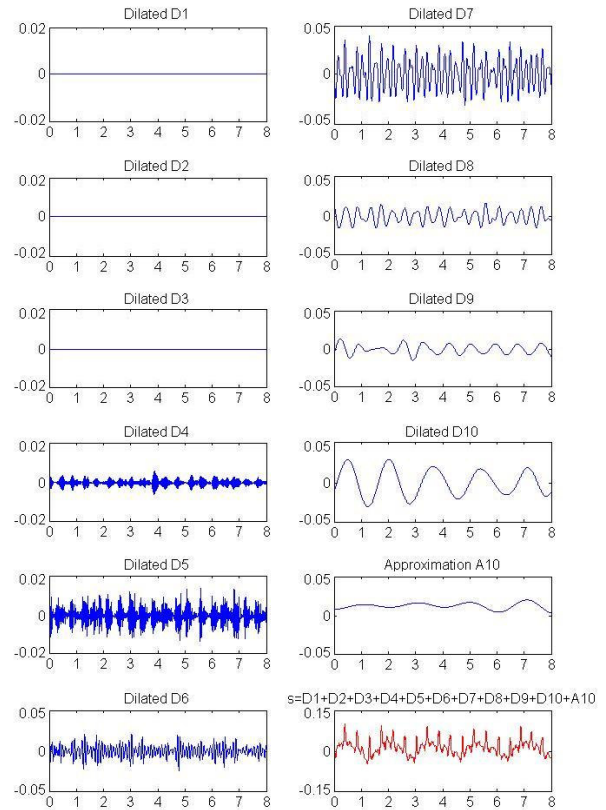 Dilated D1
0.02
0
-0.02
0 1 2 3 4 5 6 7 8
Dilated D2
0.02
0
-0.02
0 1 2 3 4 5 6 7 8
Dilated D3
0.02
0
-0.02
0 1 2 3 4 5 6 7 8
Dilated D4
0.02
0
-0.02
0 1 2 3 4 5 6 7 8
Dilated D5
0.02
0
-0.02
0 1 2 3 4 5 6 7 8
Dilated D6
0.05
0
-0.05
0 1 2 3 4 5 6 7 8
Dilated D7
0.05
0
-0.05
0 1 2 3 4 5 6 7 8
Dilated D8
0.05
0
-0.05
0 1 2 3 4 5 6 7 8
Dilated D9
0.05
0
-0.05
0 1 2 3 4 5 6 7 8
Dilated D10
0.05
0
-0.05
0 1 2 3 4 5 6 7 8
Approximation A10
0.05
0
-0.05
0 1 2 3 4 5 6 7 8
s=D1+D2+D3+D4+D5+D6+D7+D8+D9+D10+A10
0.15
0
-0.15
0 1 2 3 4 5 6 7 8